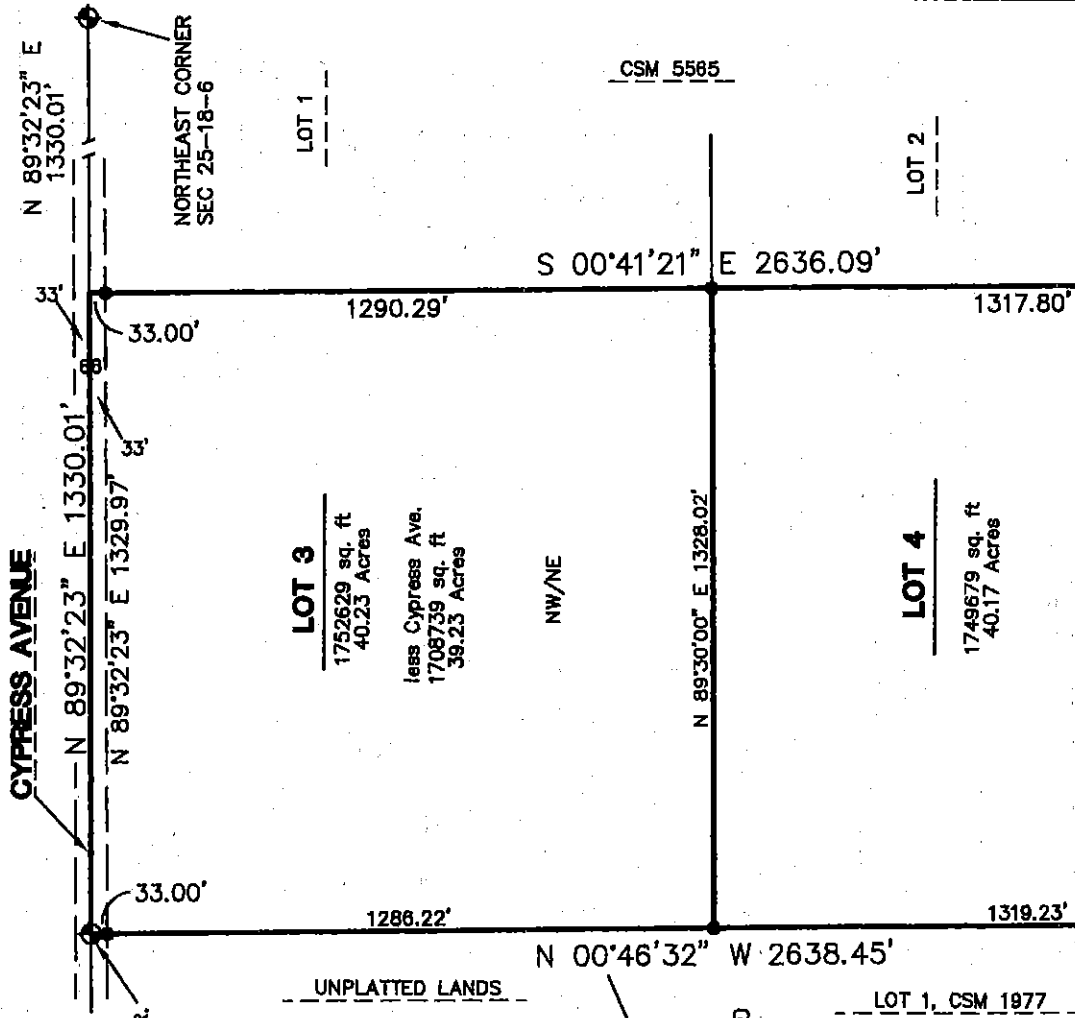 N 89°32'23" E
1330.01'
NORTHEAST CORNER
SEC 25-18-6
LOT 1
CSM 5565
LOT 2
S 00°41'21" E 2636.09'
33'
33.00'
1290.29'
1317.80'
66'
33'
CYPRESS AVENUE
N 89°32'23" E 1330.01'
N 89°32'23" E 1329.97'
LOT 3
1752629 sq. ft
40.23 Acres
less Cypress Ave.
1708739 sq. ft
39.23 Acres
NW/NE
N 89°30'00" E 1328.02'
LOT 4
1749679 sq. ft
40.17 Acres
33.00'
1286.22'
1319.23'
N 00°46'32" W 2638.45'
UNPLATTED LANDS
LOT 1, CSM 1977